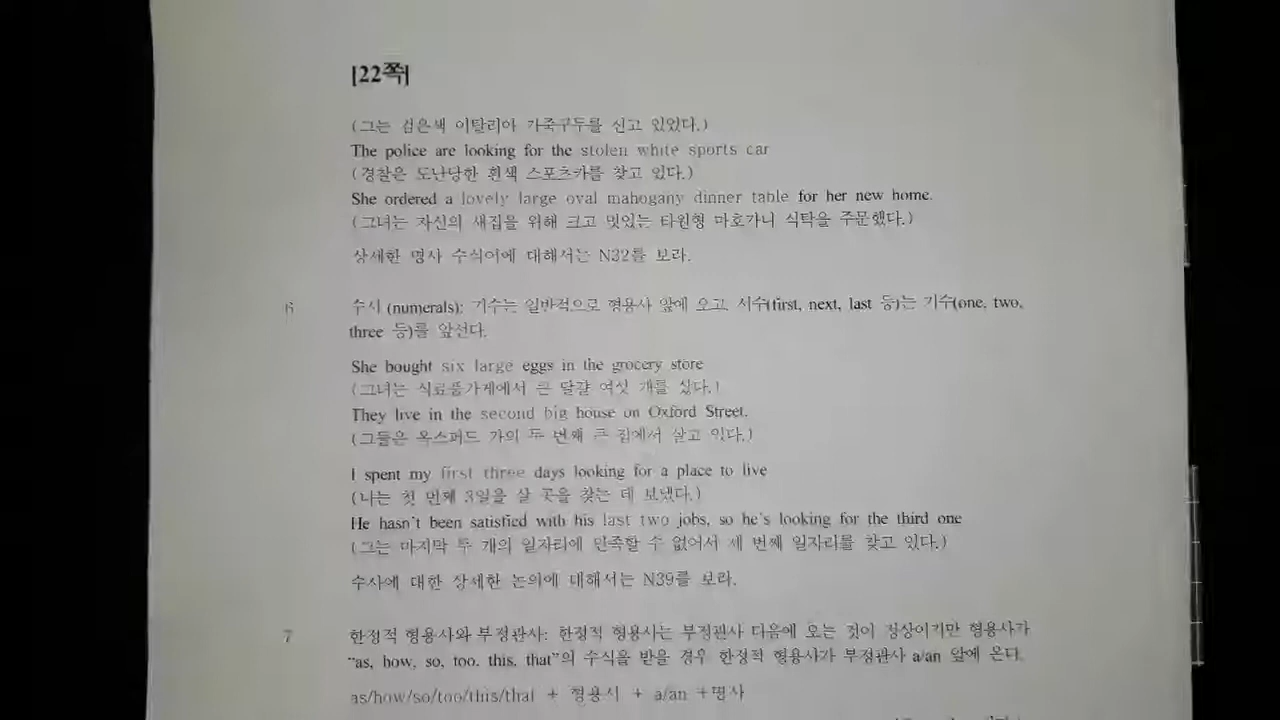 [22쪽]
(그는 검은색 이탈리아 가죽구두를 신고 있었다.)
The police are looking for the stolen white sports car
(경찰은 도난당한 흰색 스포츠카를 찾고 있다.)
She ordered a lovely large oval mahogany dinner table for her new home.
(그녀는 자신의 새집을 위해 크고 멋있는 타원형 마호가니 식탁을 주문했다.)
상세한 명사 수식어에 대해서는 N32를 보라.
6 수사 (numerals): 기수는 일반적으로 형용사 앞에 오고 서수(first, next, last 등)는 기수(one, two,
three 등)를 앞선다.
She bought six large eggs in the grocery store
(그녀는 식료품가게에서 큰 달걀 여섯 개를 샀다.)
They live in the second big house on Oxford Street.
(그들은 옥스퍼드 가의 두 번째 큰 집에서 살고 있다.)
I spent my first three days looking for a place to live
(나는 첫 번째 3일을 살 곳을 찾는 데 보냈다.)
He hasn't been satisfied with his last two jobs, so he's looking for the third one
(그는 마지막 두 개의 일자리에 만족할 수 없어서 세 번째 일자리를 찾고 있다.)
수사에 대한 상세한 논의에 대해서는 N39를 보라.
7 한정적 형용사와 부정관사: 한정적 형용사는 부정관사 다음에 오는 것이 정상이지만 형용사가
"as, how, so, too. this, that"의 수식을 받을 경우 한정적 형용사가 부정관사 a/an 앞에 온다.
as/how/so/too/this/that + 형용사 + a/an +명사